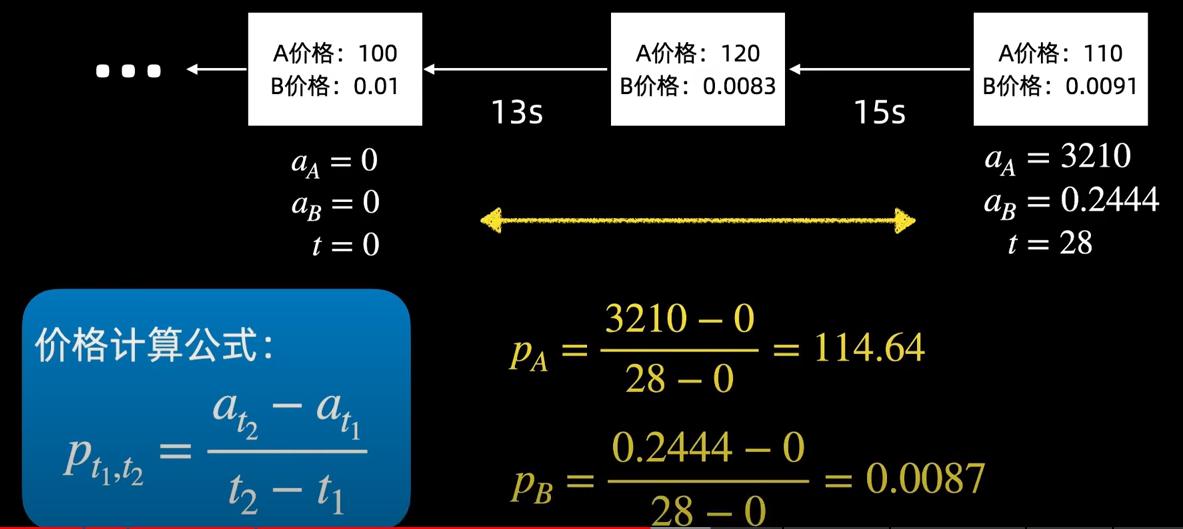 A价格：100
B价格：0.01
13s
A价格：120
B价格：0.0083
15s
A价格：110
B价格：0.0091
a_A = 0
a_B = 0
t = 0
a_A = 3210
a_B = 0.2444
t = 28
价格计算公式：
p_{t_1,t_2} = \frac{a_{t_2} - a_{t_1}}{t_2 - t_1}
p_A = \frac{3210 - 0}{28 - 0} = 114.64
p_B = \frac{0.2444 - 0}{28 - 0} = 0.0087